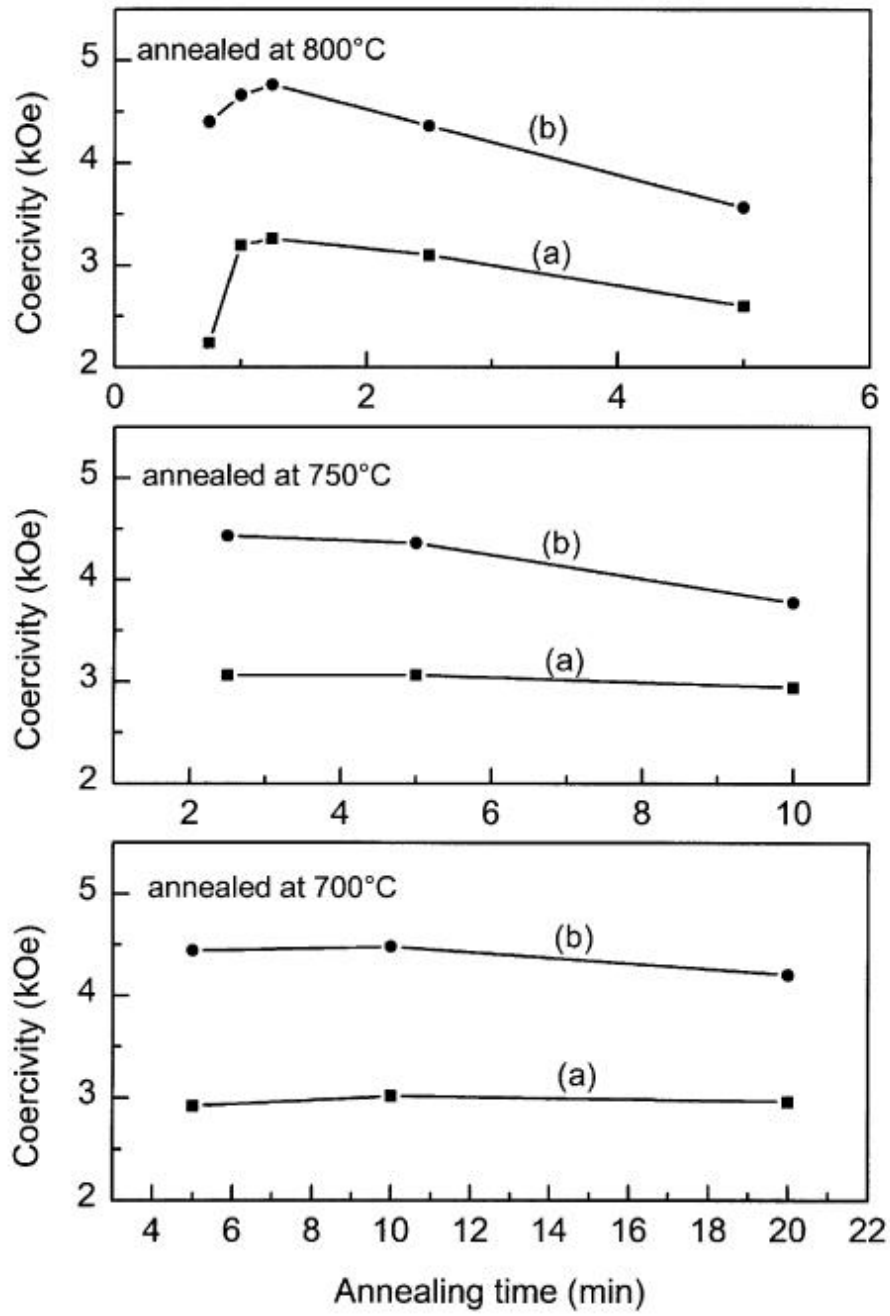 annealed at 800°C
Coercivity (kOe)
5
4
3
2
(b)
(a)
0 2 4 6
annealed at 750°C
Coercivity (kOe)
5
4
3
2
(b)
(a)
2 4 6 8 10
annealed at 700°C
Coercivity (kOe)
5
4
3
2
(b)
(a)
4 6 8 10 12 14 16 18 20 22
Annealing time (min)